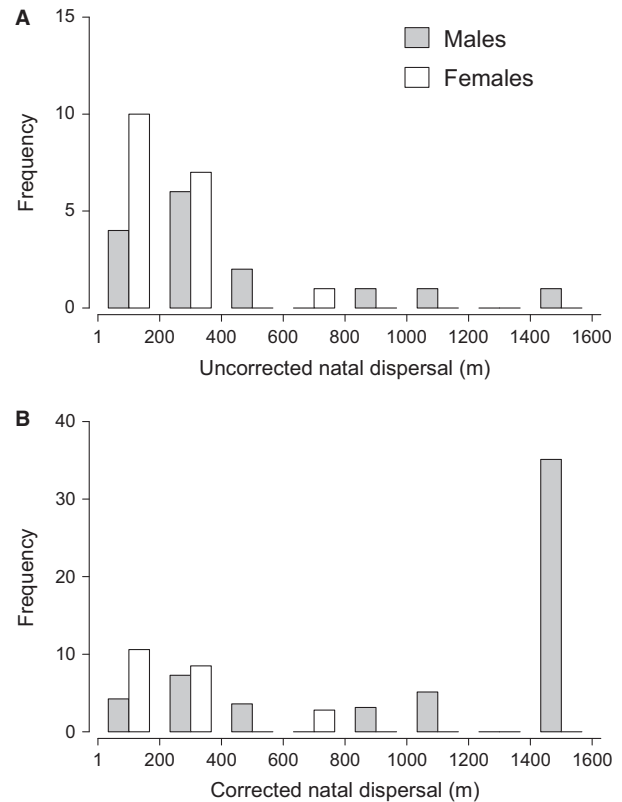 A
15
Males
Females
10
Frequency
5
0
1 200 400 600 800 1000 1200 1400 1600
Uncorrected natal dispersal (m)
B
40
30
Frequency
20
10
0
1 200 400 600 800 1000 1200 1400 1600
Corrected natal dispersal (m)